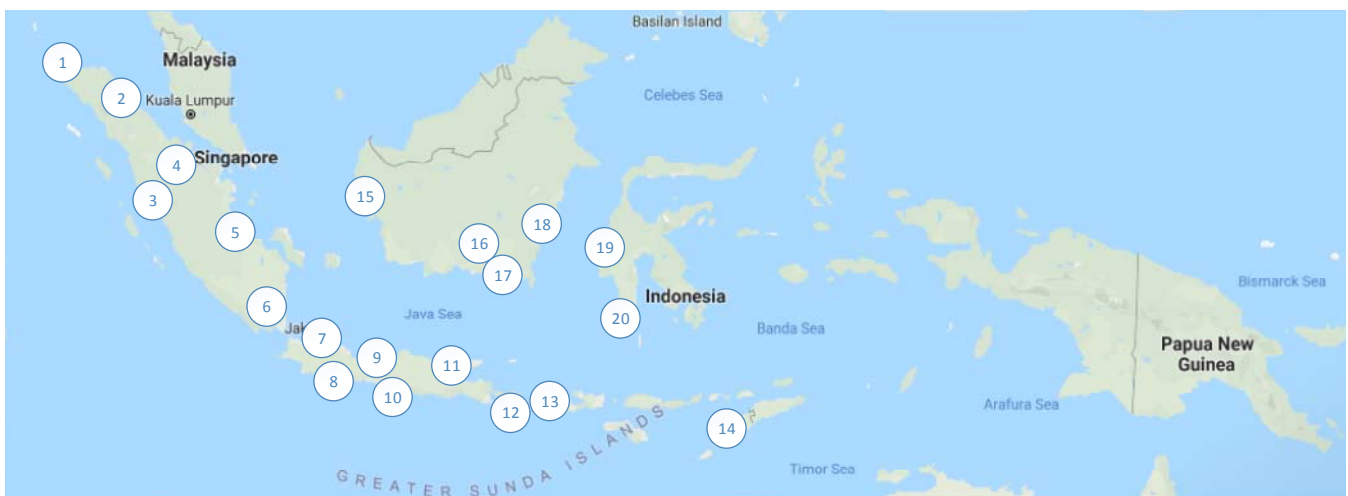 Basilan Island
1
Malaysia
2
Kuala Lumpur
Celebes Sea
4
Singapore
3
15
5
18
16
19
17
Bismarck Sea
6
Indonesia
20
Java Sea
Banda Sea
7
Jak
9
11
Papua New
Guinea
8
10
12
13
Arafura Sea
14
Timor Sea
GREATER SUNDA ISLANDS